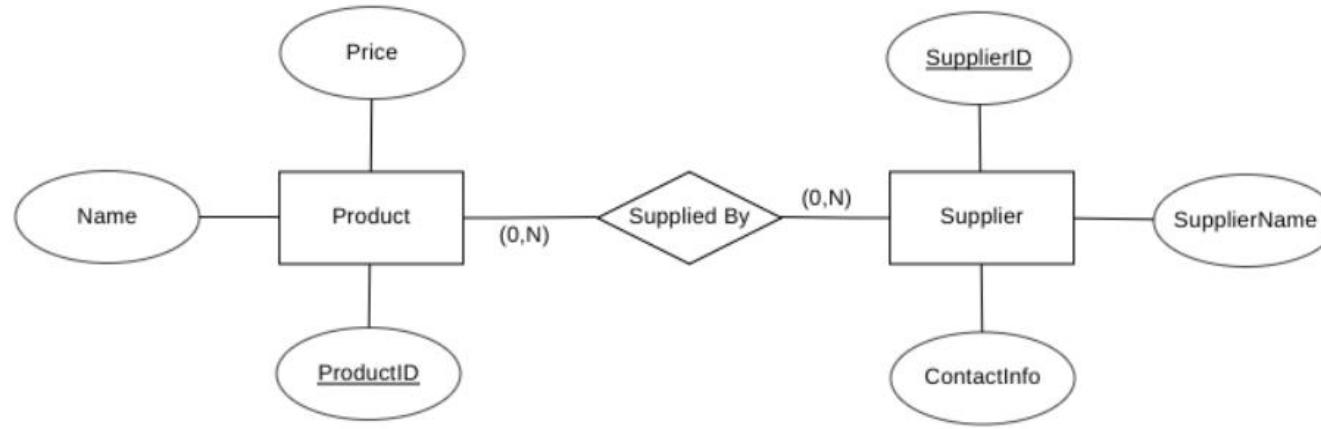 Price
SupplierID
Name
Product
(0,N)
Supplied By
(0,N)
Supplier
SupplierName
ProductID
ContactInfo